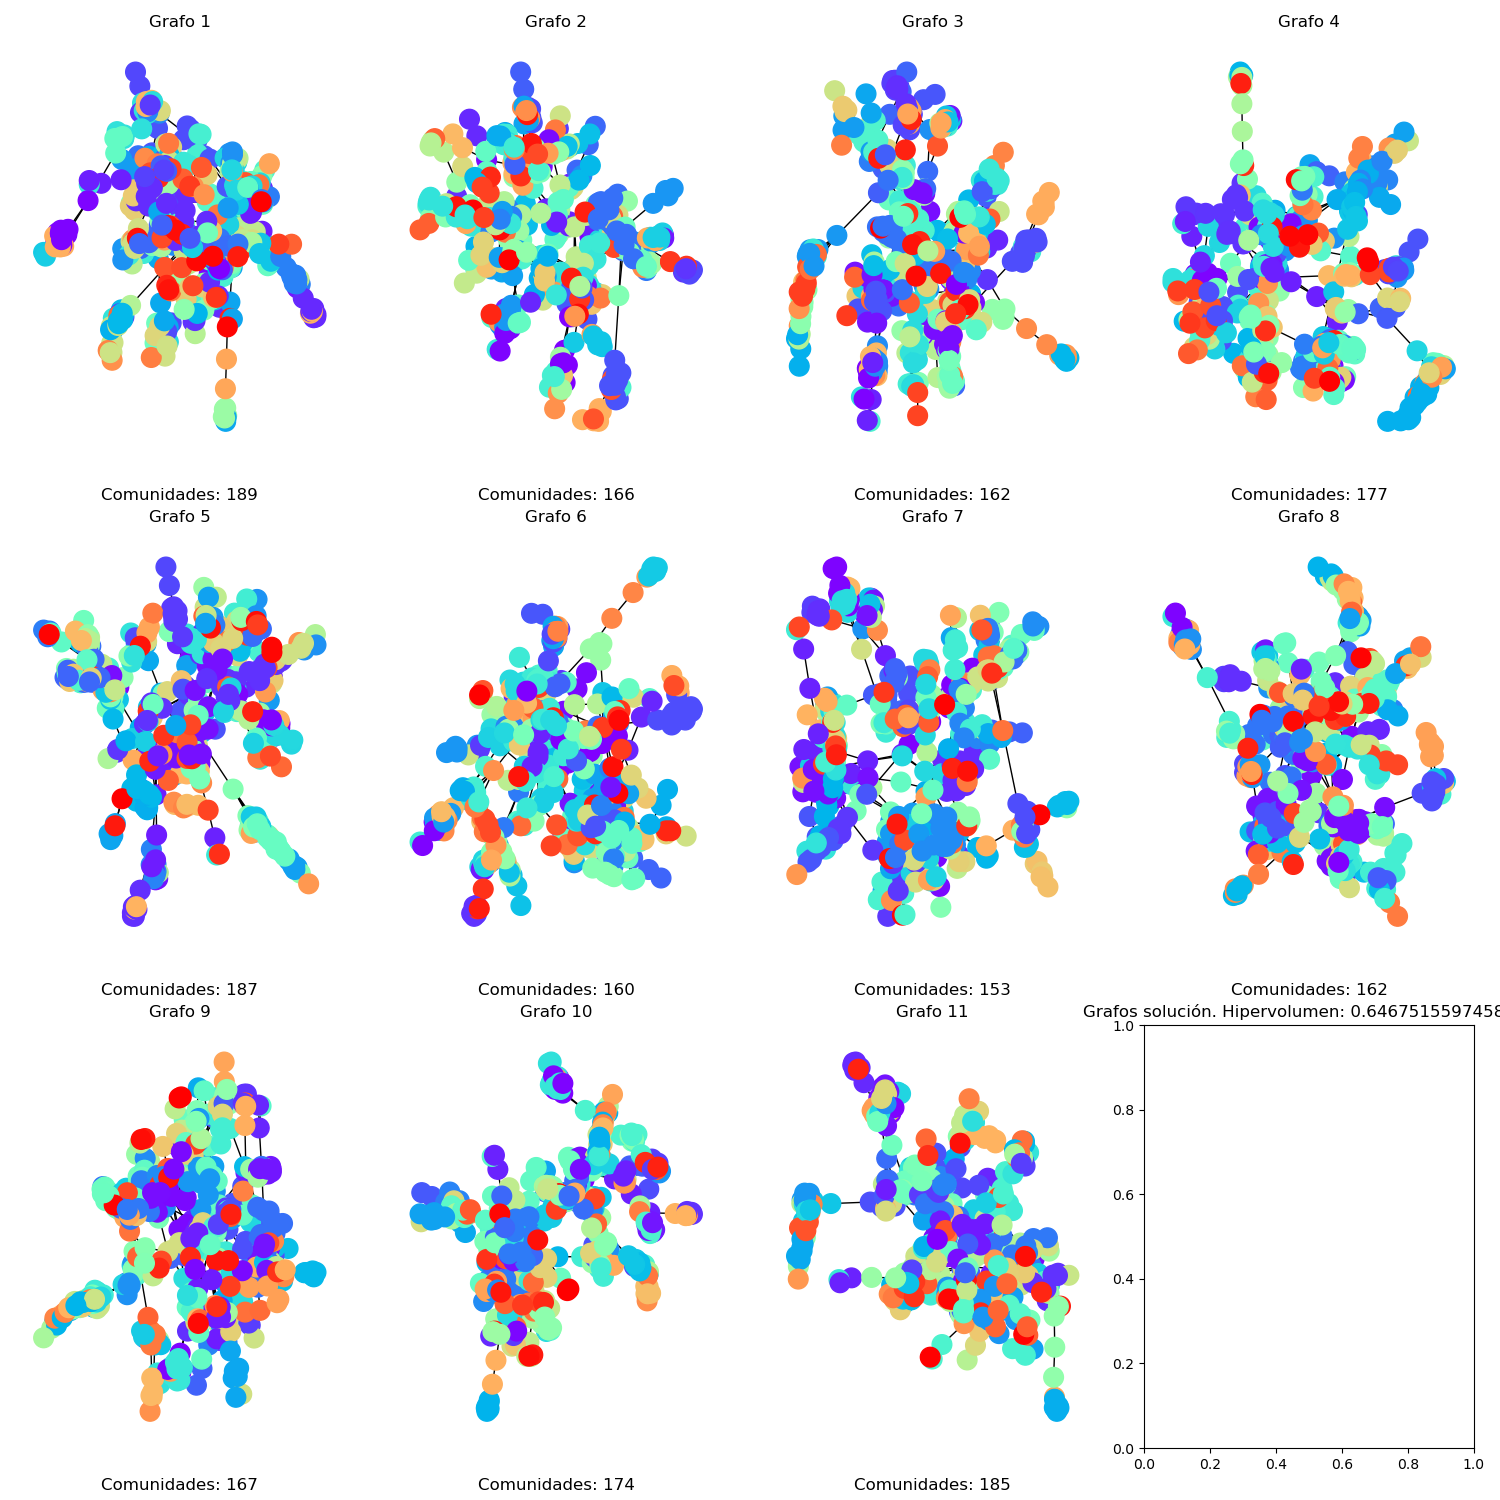 Grafo 1
Grafo 2
Grafo 3
Grafo 4
Comunidades: 189
Comunidades: 166
Comunidades: 162
Comunidades: 177
Grafo 5
Grafo 6
Grafo 7
Grafo 8
Comunidades: 187
Comunidades: 160
Comunidades: 153
Comunidades: 162
Grafo 9
Grafo 10
Grafo 11
Grafos solución. Hipervolumen: 0.6467515597458
1.0
0.8
0.6
0.4
0.2
0.0
0.0 0.2 0.4 0.6 0.8 1.0
Comunidades: 167
Comunidades: 174
Comunidades: 185